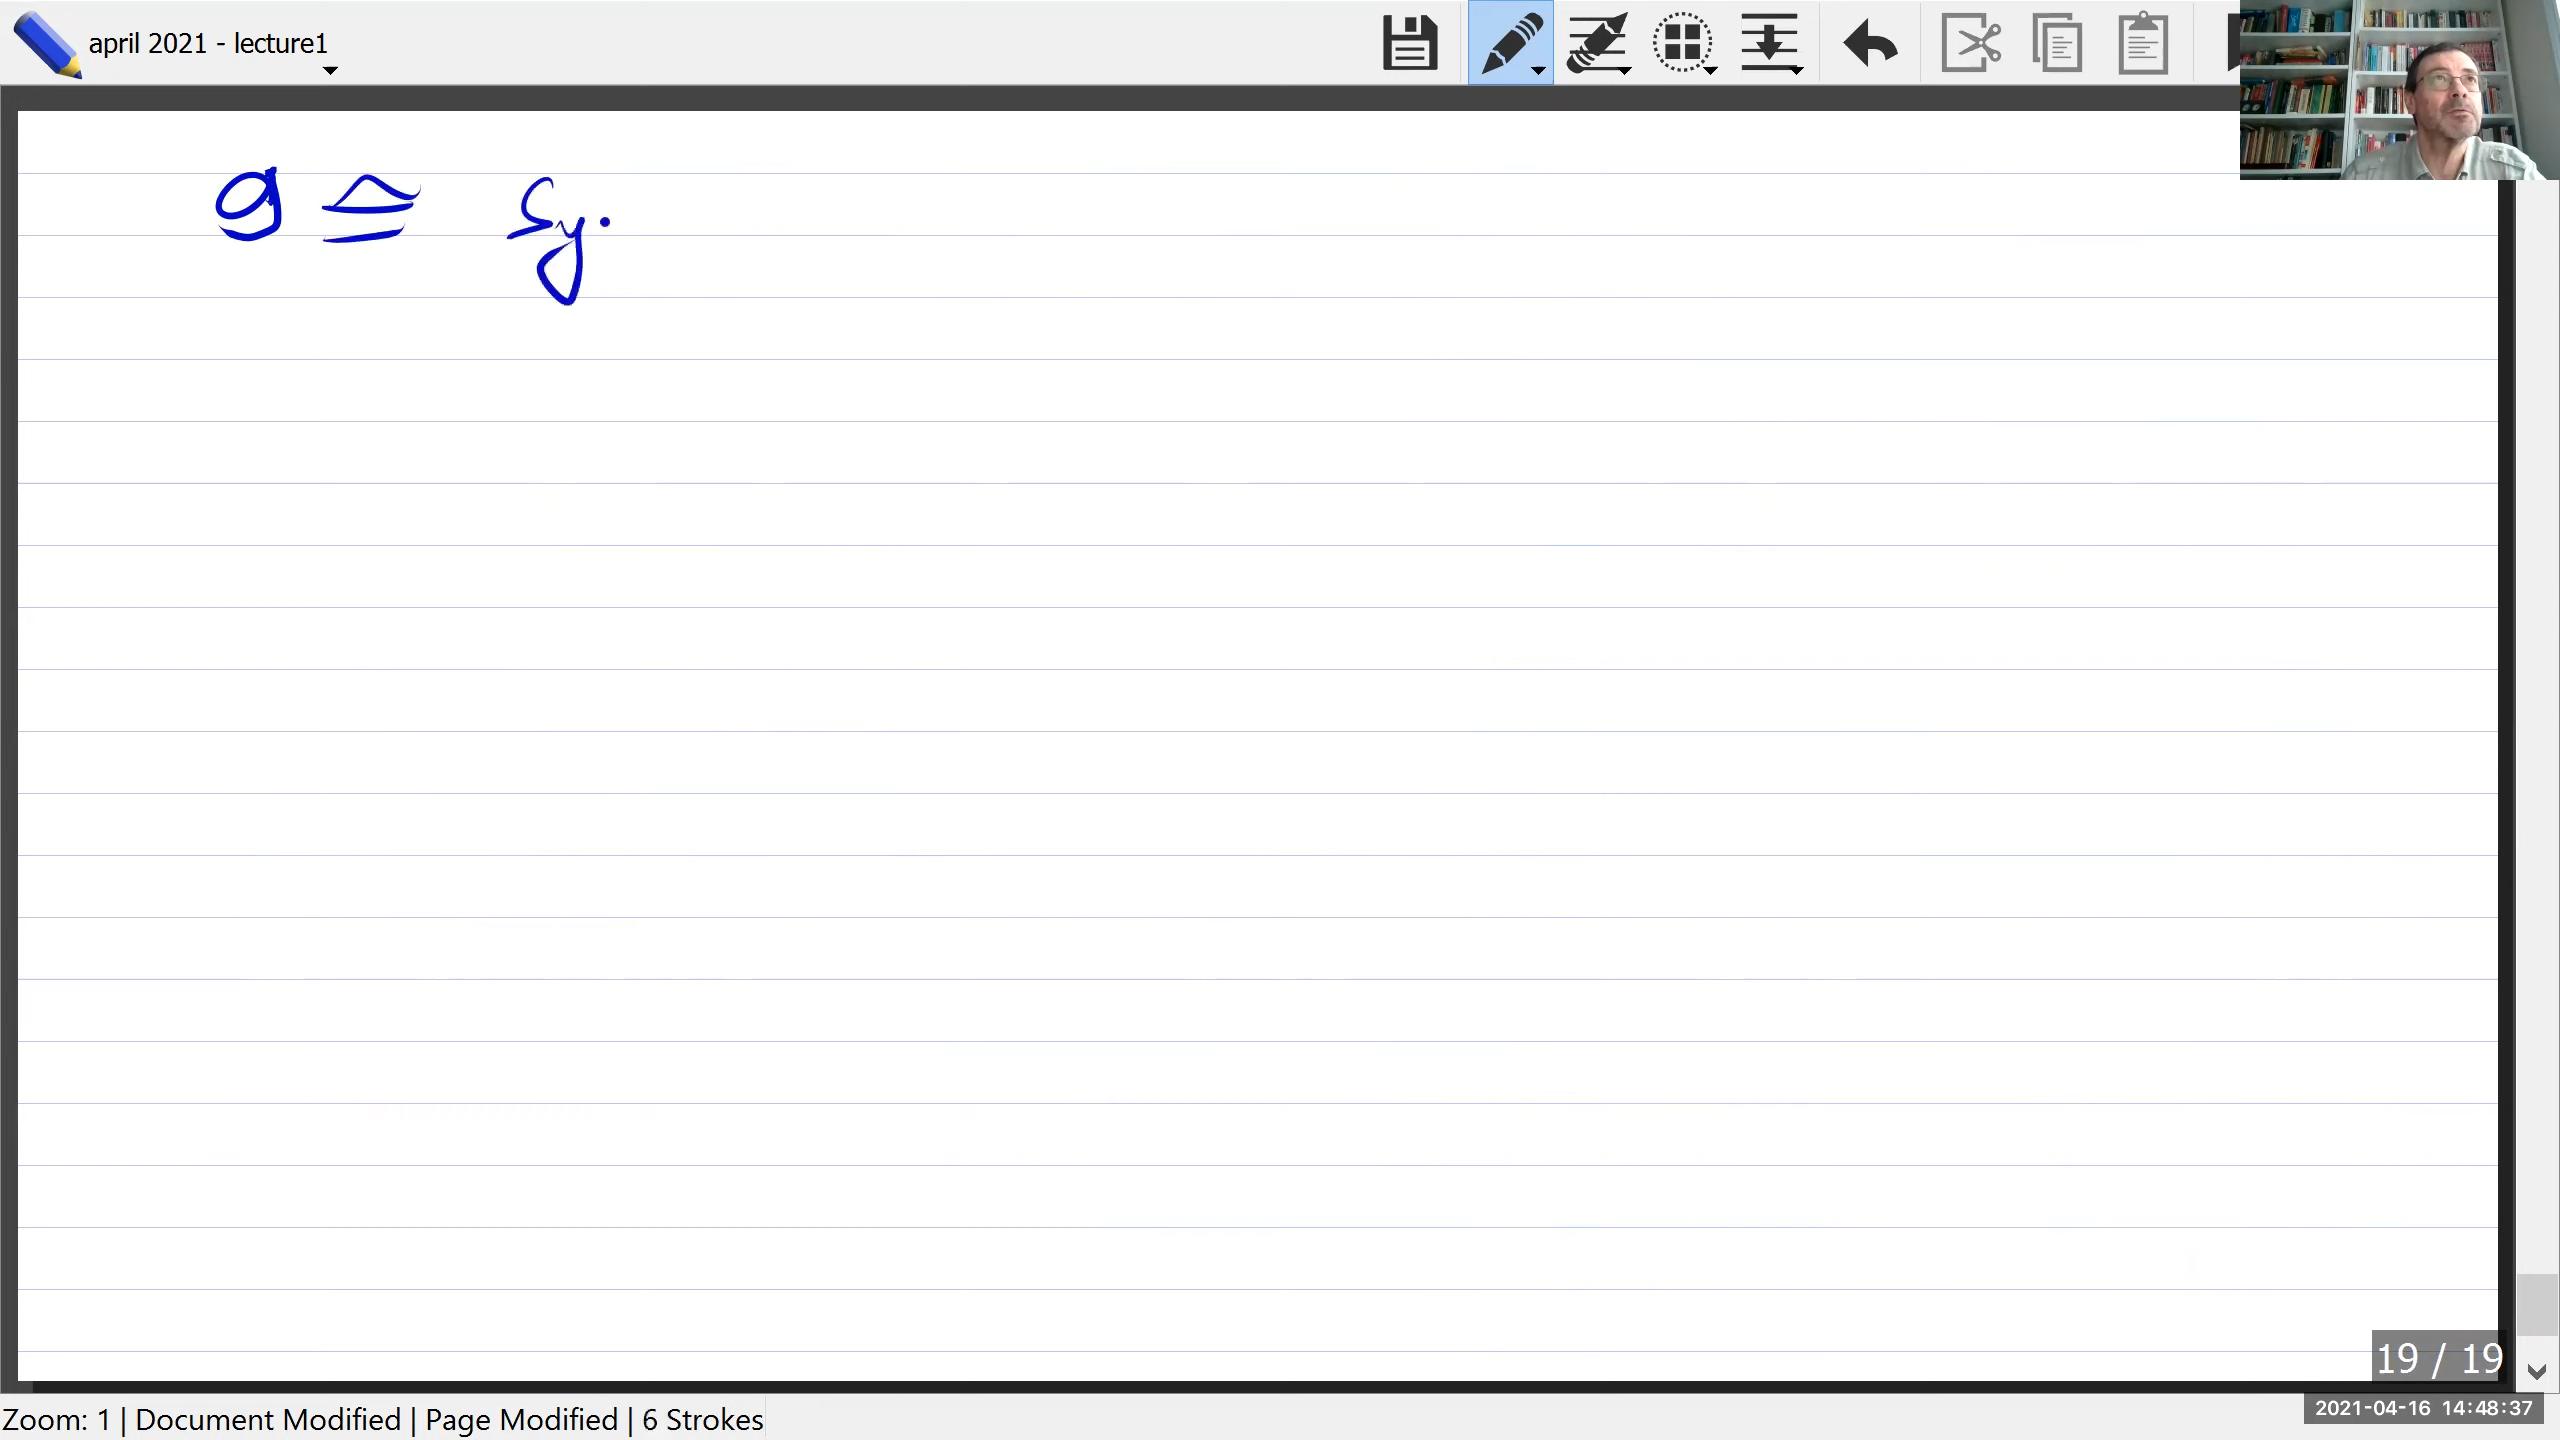 april 2021 - lecture1
g ≅ Sy.
19 / 19
Zoom: 1 | Document Modified | Page Modified | 6 Strokes
2021-04-16 14:48:37